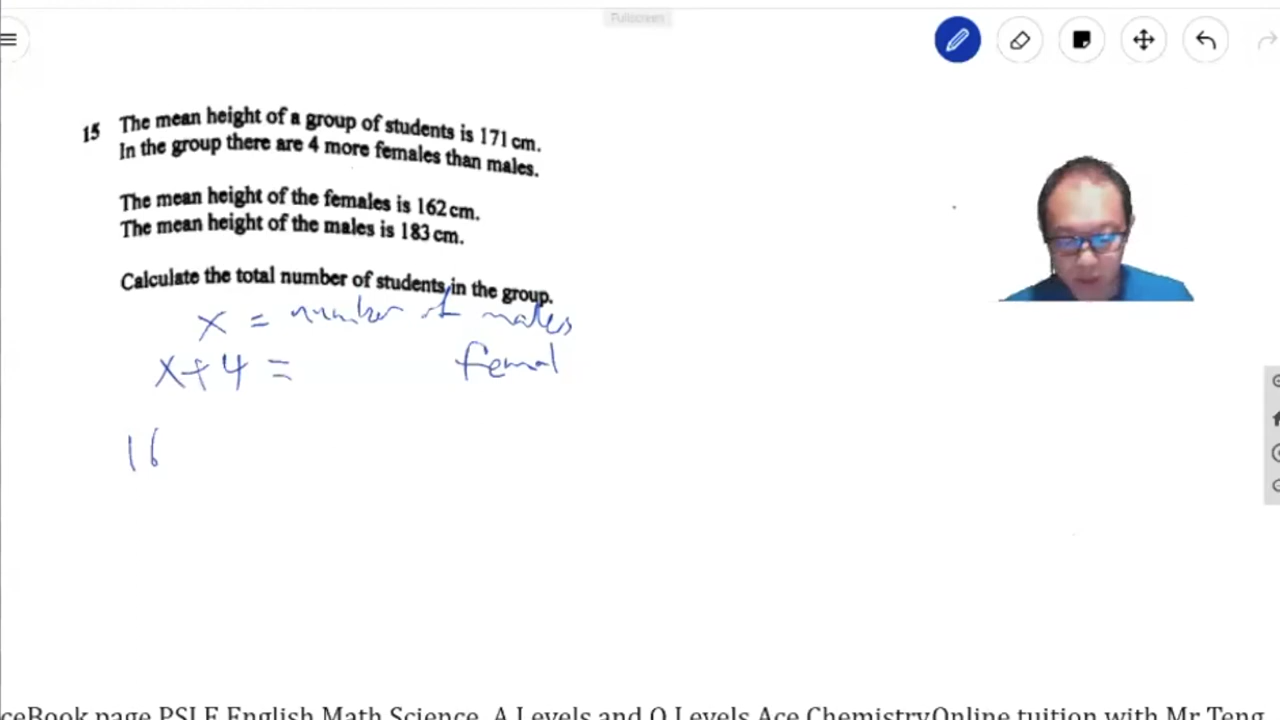 Fullscreen
15 The mean height of a group of students is 171 cm.
In the group there are 4 more females than males.
The mean height of the females is 162 cm.
The mean height of the males is 183 cm.
Calculate the total number of students in the group.
x = number of males
x+4 = femal
16
ceBook page PSLE English Math Science, A Levels and O Levels Ace ChemistryOnline tuition with Mr Teng